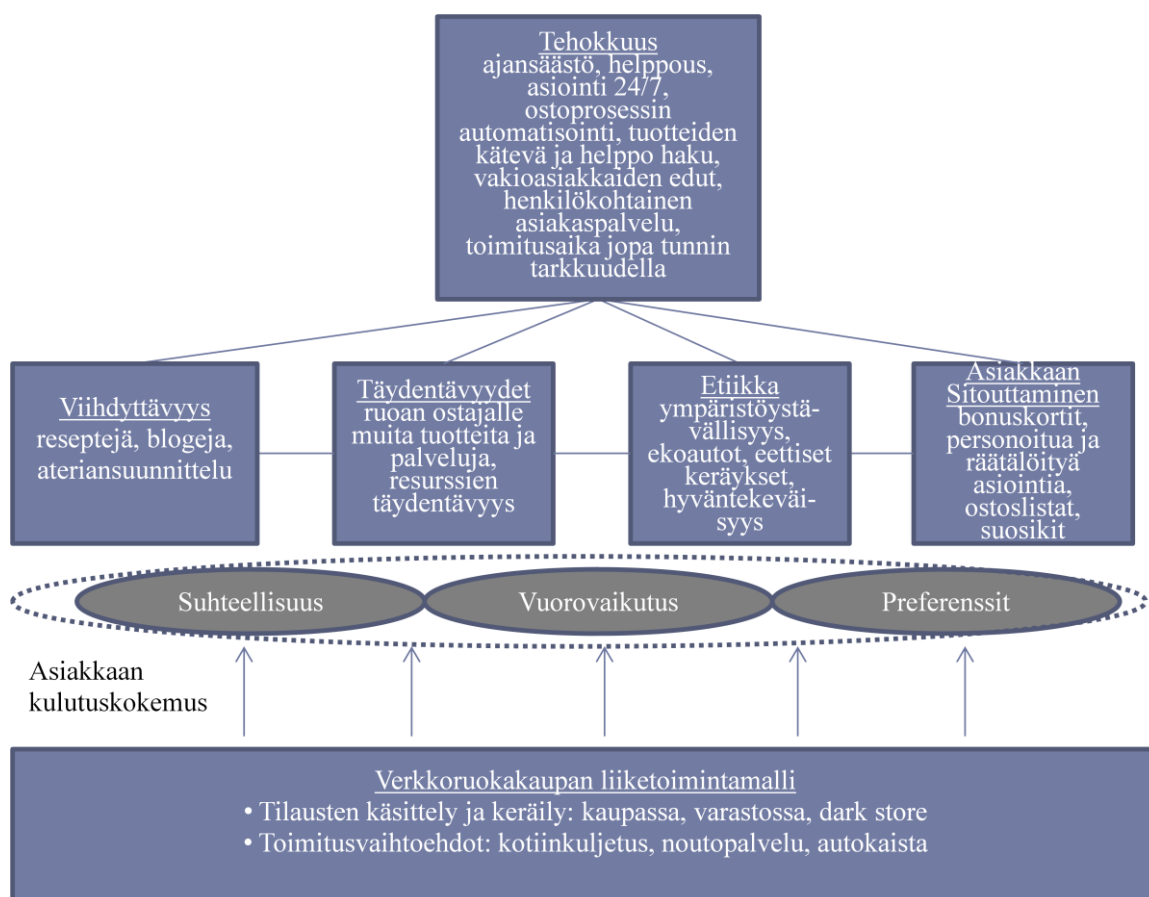 Tehokkuus
ajansäästö, helppous,
asiointi 24/7,
ostoprosessin
automatisointi, tuotteiden
kätevä ja helppo haku,
vakioasiakkaiden edut,
henkilökohtainen
asiakaspalvelu,
toimitusaika jopa tunnin
tarkkuudella
Viihdyttävyys
reseptejä, blogeja,
ateriansuunnittelu
Täydentävyydet
ruoan ostajalle
muita tuotteita ja
palveluja,
resurssien
täydentävyys
Etiikka
ympäristöystä-
vällisyys,
ekoautot, eettiset
keräykset,
hyväntekeväi-
syys
Asiakkaan
Sitouttaminen
bonuskortit,
personoitua ja
räätälöityä
asiointia,
ostoslistat,
suosikit
Suhteellisuus
Vuorovaikutus
Preferenssit
Asiakkaan
kulutuskokemus
Verkkoruokakaupan liiketoimintamalli
• Tilausten käsittely ja keräily: kaupassa, varastossa, dark store
• Toimitusvaihtoehdot: kotiinkuljetus, noutopalvelu, autokaista